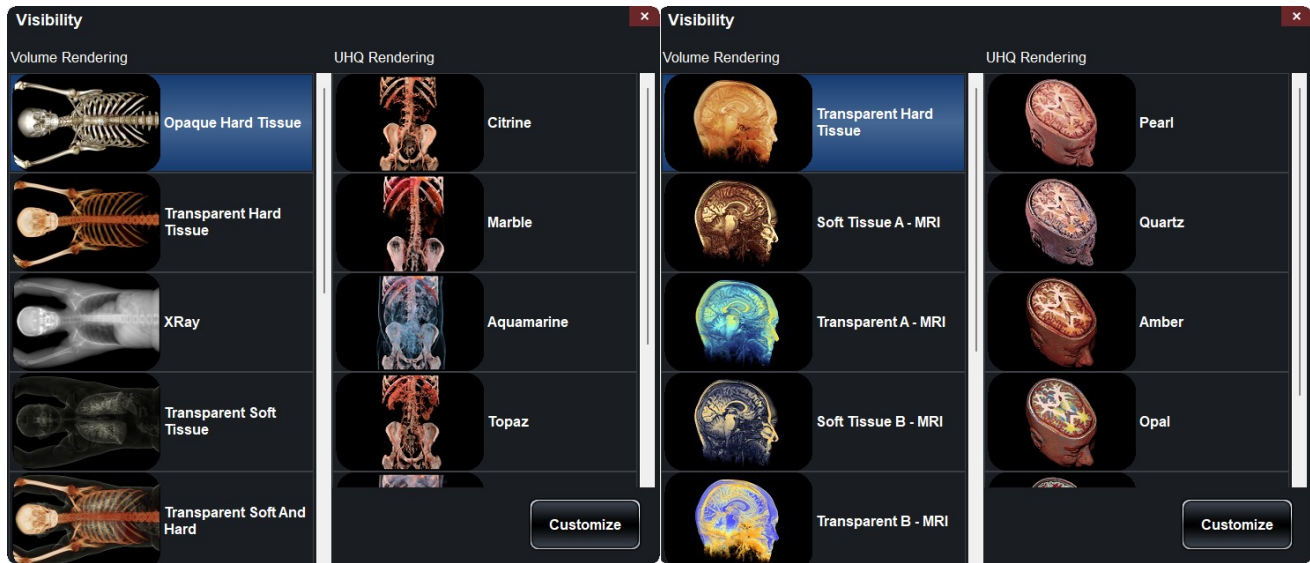 Visibility
×
Volume Rendering
UHQ Rendering
Opaque Hard Tissue
Transparent Hard
Tissue
XRay
Transparent Soft
Tissue
Transparent Soft And
Hard
Citrine
Marble
Aquamarine
Topaz
Customize
Visibility
×
Volume Rendering
UHQ Rendering
Transparent Hard
Tissue
Soft Tissue A - MRI
Transparent A - MRI
Soft Tissue B - MRI
Transparent B - MRI
Pearl
Quartz
Amber
Opal
Customize